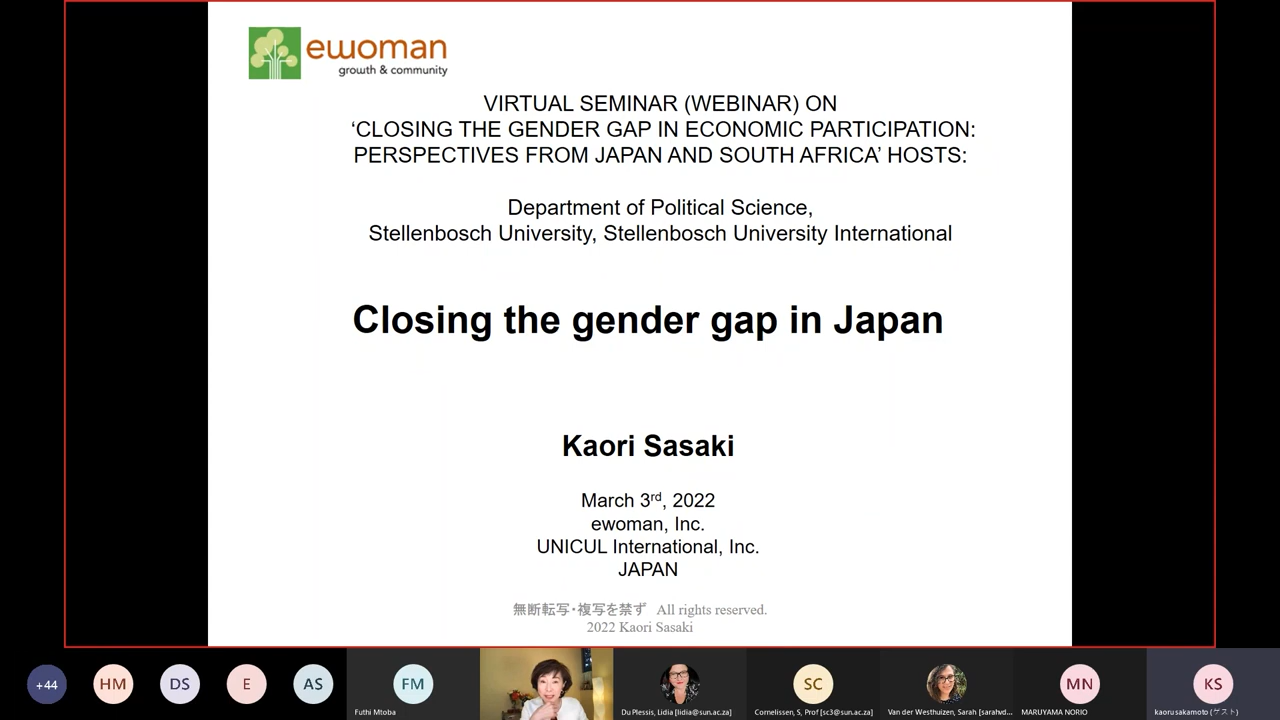 ewoman
growth & community
VIRTUAL SEMINAR (WEBINAR) ON
‘CLOSING THE GENDER GAP IN ECONOMIC PARTICIPATION:
PERSPECTIVES FROM JAPAN AND SOUTH AFRICA’ HOSTS:
Department of Political Science,
Stellenbosch University, Stellenbosch University International
Closing the gender gap in Japan
Kaori Sasaki
March 3rd, 2022
ewoman, Inc.
UNICUL International, Inc.
JAPAN
無断転写・複写を禁ず All rights reserved.
2022 Kaori Sasaki
+44
HM
DS
E
AS
FM
Futhi Mtoba
Du Plessis, Lidia [lidia@sun.ac.za]
SC
Cornelissen, S, Prof [sc3@sun.ac.za]
Van der Westhuizen, Sarah [sarahvd...
MN
MARUYAMA NORIO
KS
kaoru sakamoto (ゲスト)